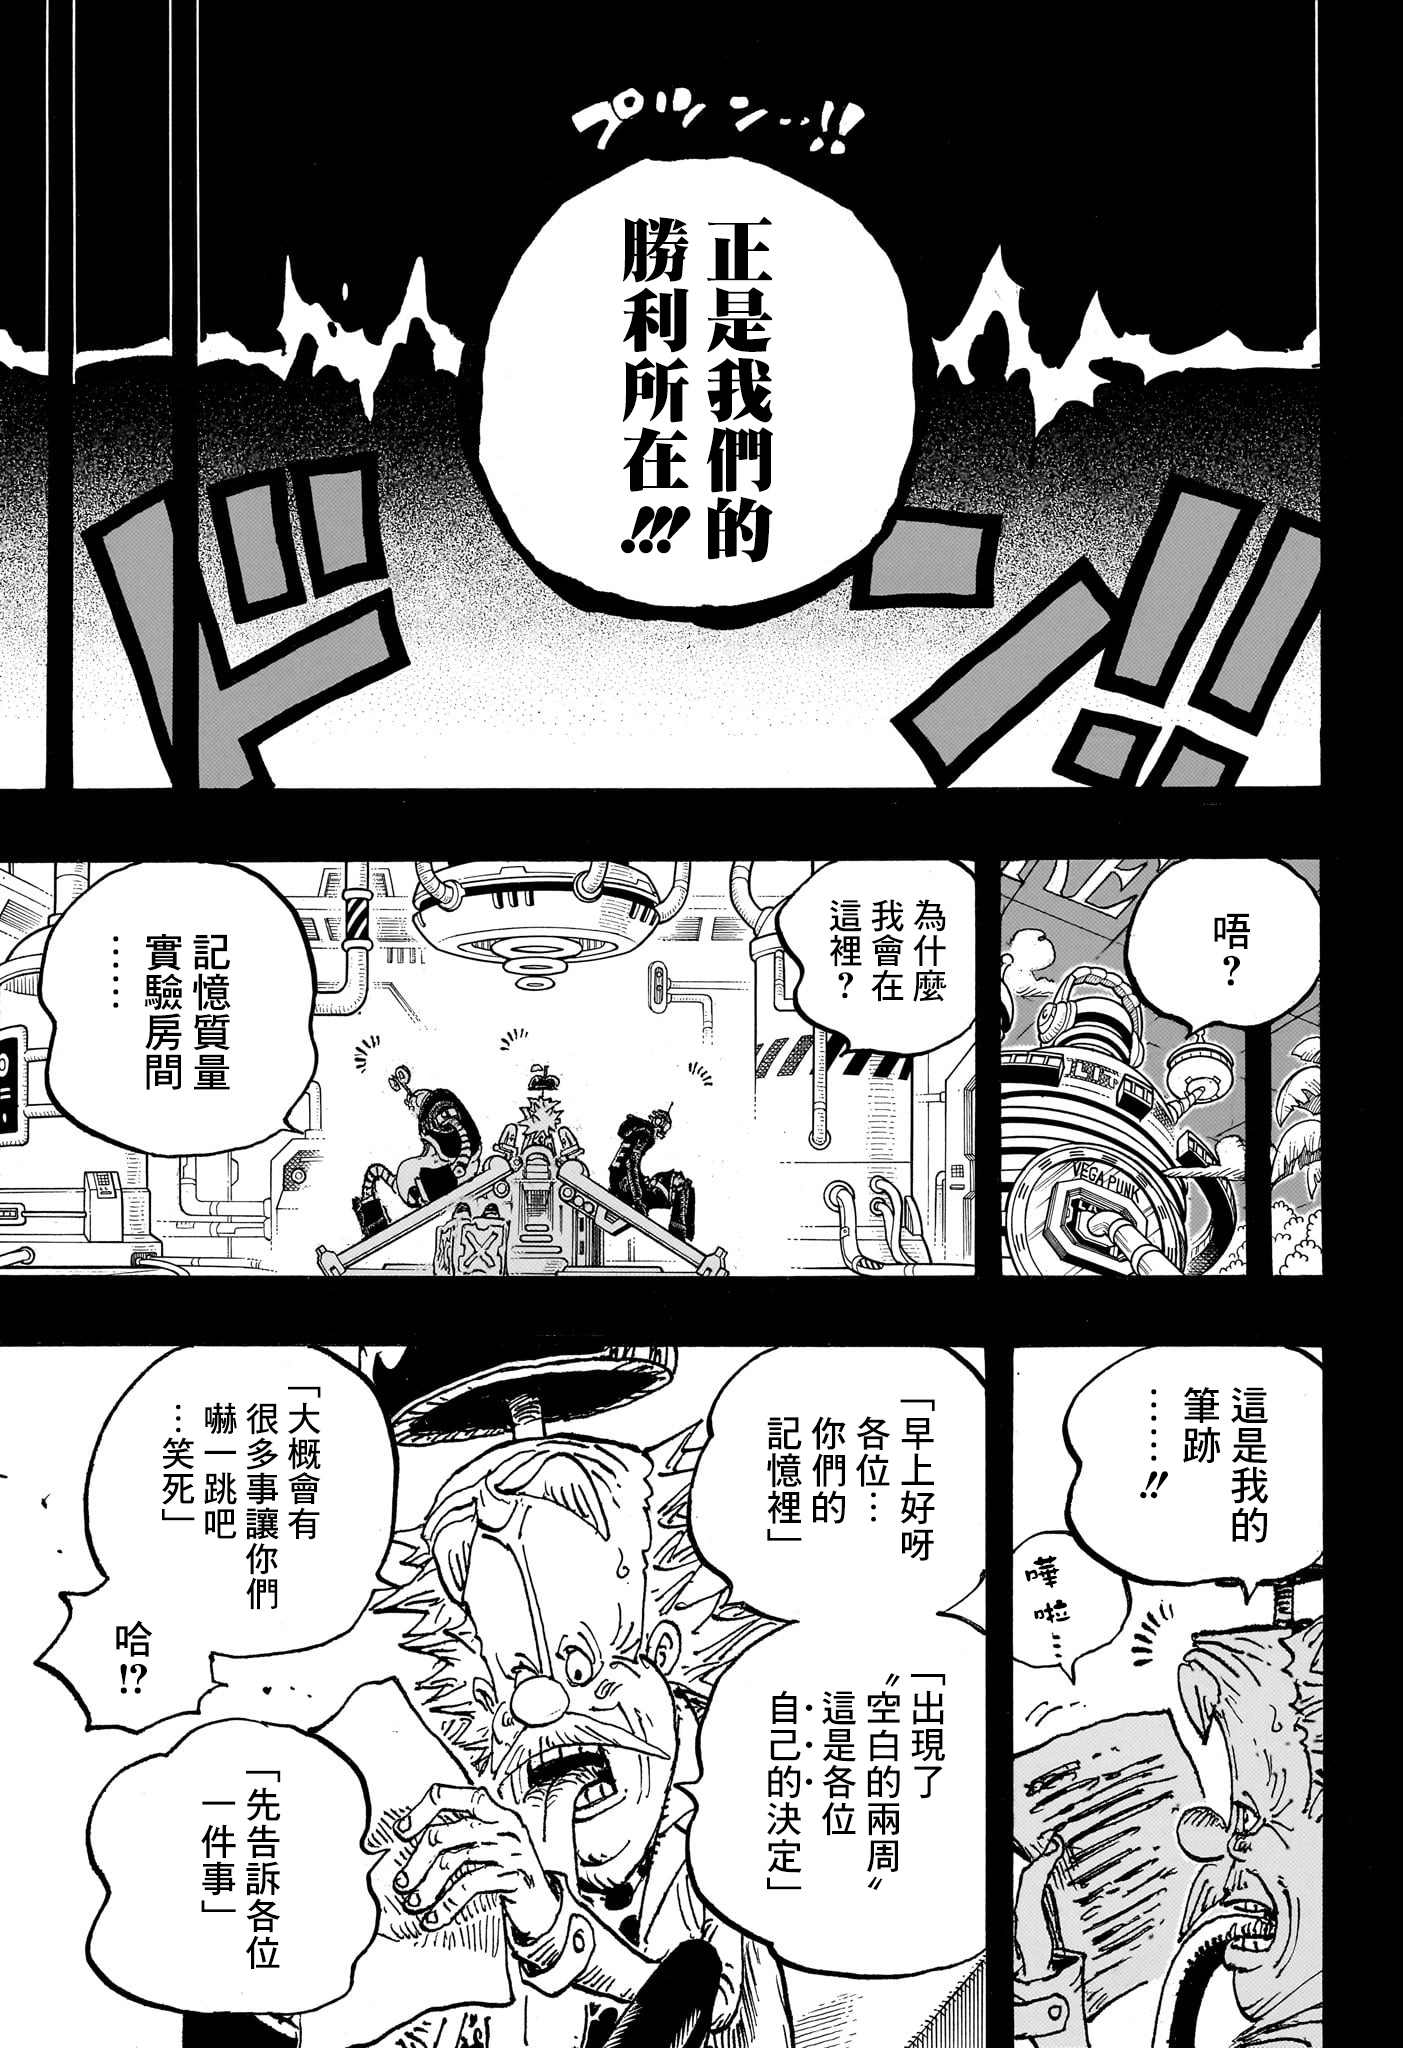 プツン…!!
正是我們的
勝利所在!!!
ドン!!
唔?
VEGAPUNK
為什麼
我會在
這裡?
記憶質量
實驗房間
……
這是我的
筆跡
……!!
嘩
啦…
「早上好呀
各位…
你們的
記憶裡」
「出現了
〝空白的兩周〞
這是各位
自己的決定」
「大概會有
很多事讓你們
嚇一跳吧
…笑死」
哈
!?
「先告訴各位
一件事」